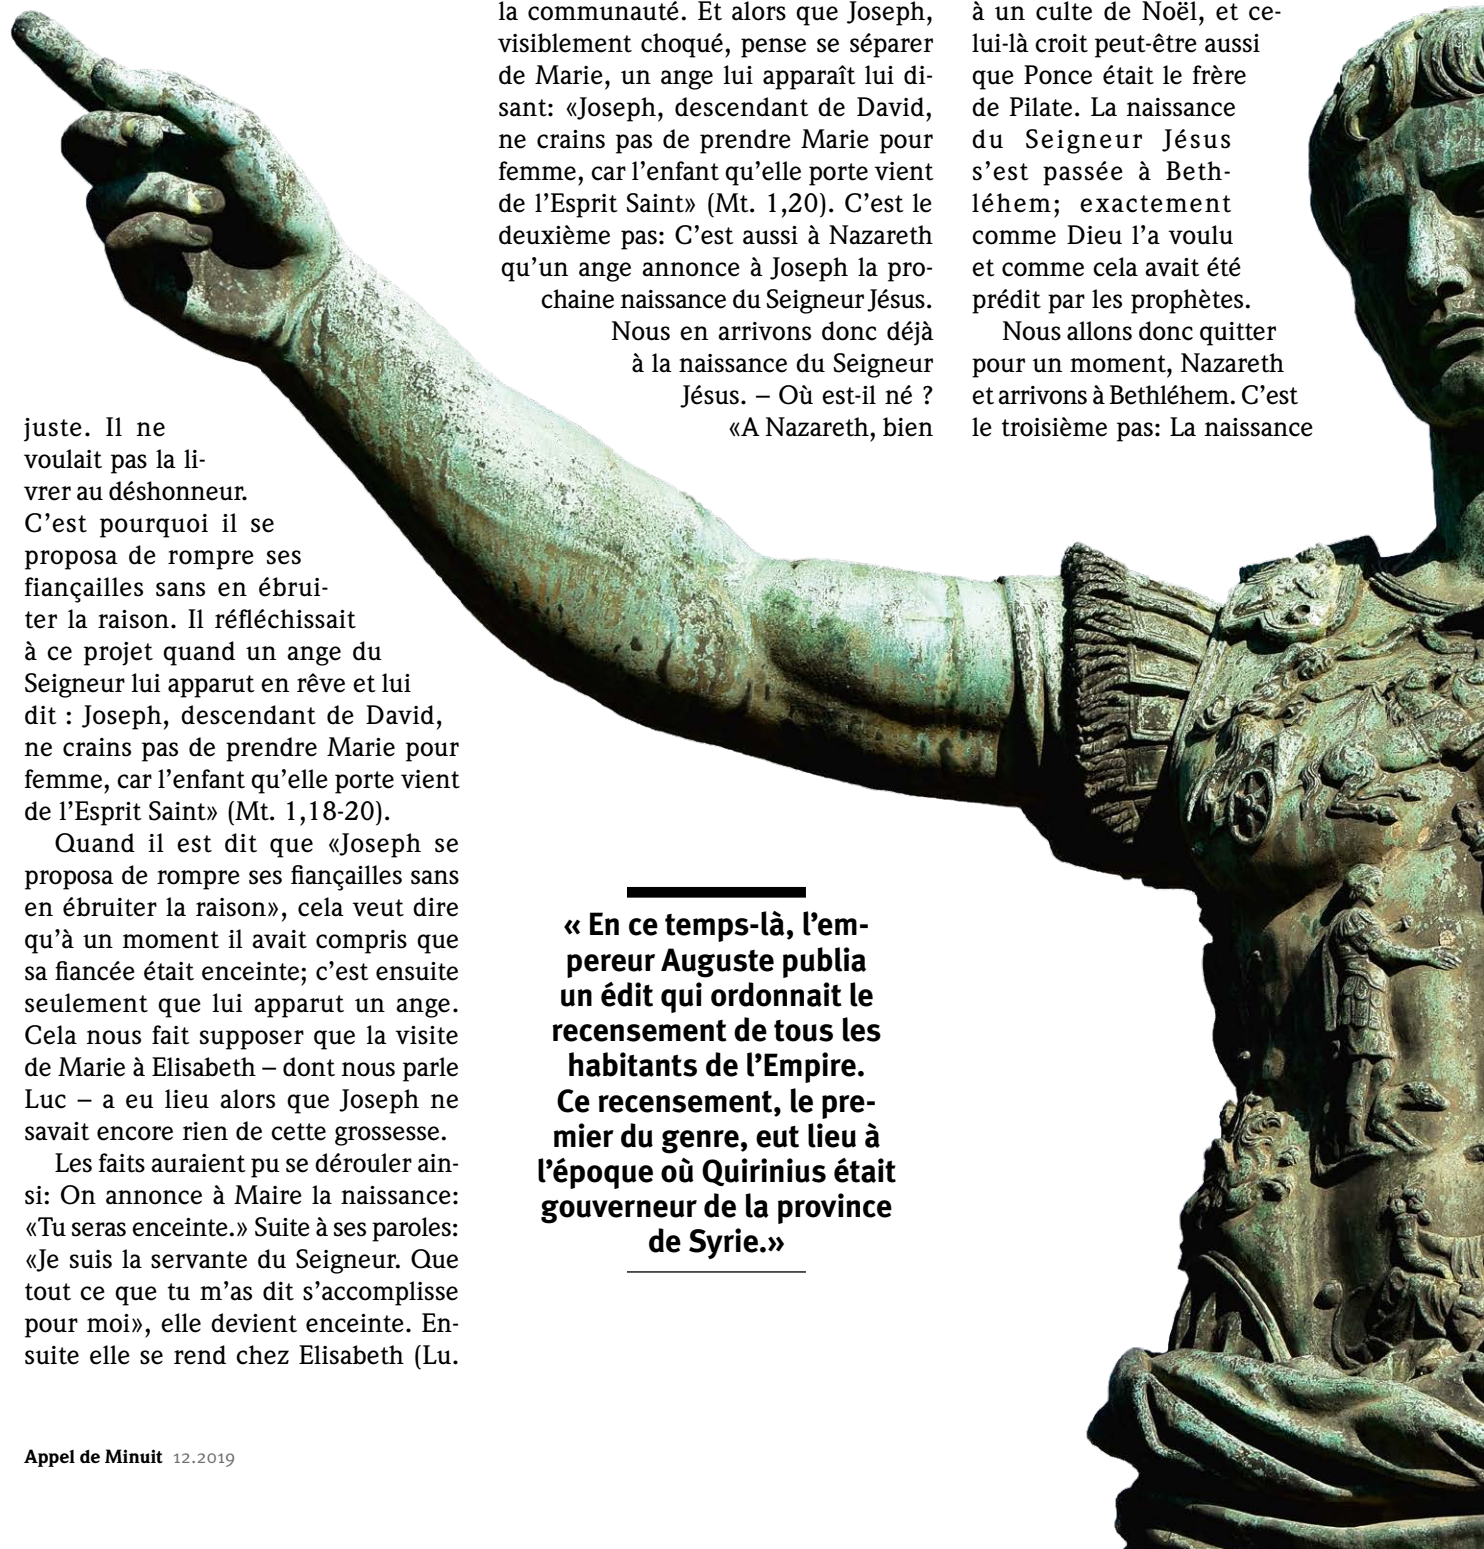 juste. Il ne
voulait pas la li-
vrer au déshonneur.
C’est pourquoi il se
proposa de rompre ses
fiançailles sans en ébrui-
ter la raison. Il réfléchissait
à ce projet quand un ange du
Seigneur lui apparut en rêve et lui
dit : Joseph, descendant de David,
ne crains pas de prendre Marie pour
femme, car l’enfant qu’elle porte vient
de l’Esprit Saint» (Mt. 1,18-20).
Quand il est dit que «Joseph se
proposa de rompre ses fiançailles sans
en ébruiter la raison», cela veut dire
qu’à un moment il avait compris que
sa fiancée était enceinte; c’est ensuite
seulement que lui apparut un ange.
Cela nous fait supposer que la visite
de Marie à Elisabeth – dont nous parle
Luc – a eu lieu alors que Joseph ne
savait encore rien de cette grossesse.
Les faits auraient pu se dérouler ain-
si: On annonce à Maire la naissance:
«Tu seras enceinte.» Suite à ses paroles:
«Je suis la servante du Seigneur. Que
tout ce que tu m’as dit s’accomplisse
pour moi», elle devient enceinte. En-
suite elle se rend chez Elisabeth (Lu.
la communauté. Et alors que Joseph,
visiblement choqué, pense se séparer
de Marie, un ange lui apparaît lui di-
sant: «Joseph, descendant de David,
ne crains pas de prendre Marie pour
femme, car l’enfant qu’elle porte vient
de l’Esprit Saint» (Mt. 1,20). C’est le
deuxième pas: C’est aussi à Nazareth
qu’un ange annonce à Joseph la pro-
chaine naissance du Seigneur Jésus.
Nous en arrivons donc déjà
à la naissance du Seigneur
Jésus. – Où est-il né ?
«A Nazareth, bien
à un culte de Noël, et ce-
lui-là croit peut-être aussi
que Ponce était le frère
de Pilate. La naissance
du Seigneur Jésus
s’est passée à Beth-
léhem; exactement
comme Dieu l’a voulu
et comme cela avait été
prédit par les prophètes.
Nous allons donc quitter
pour un moment, Nazareth
et arrivons à Bethléhem. C’est
le troisième pas: La naissance
« En ce temps-là, l’em-
pereur Auguste publia
un édit qui ordonnait le
recensement de tous les
habitants de l’Empire.
Ce recensement, le pre-
mier du genre, eut lieu à
l’époque où Quirinius était
gouverneur de la province
de Syrie.»
Appel de Minuit 12.2019